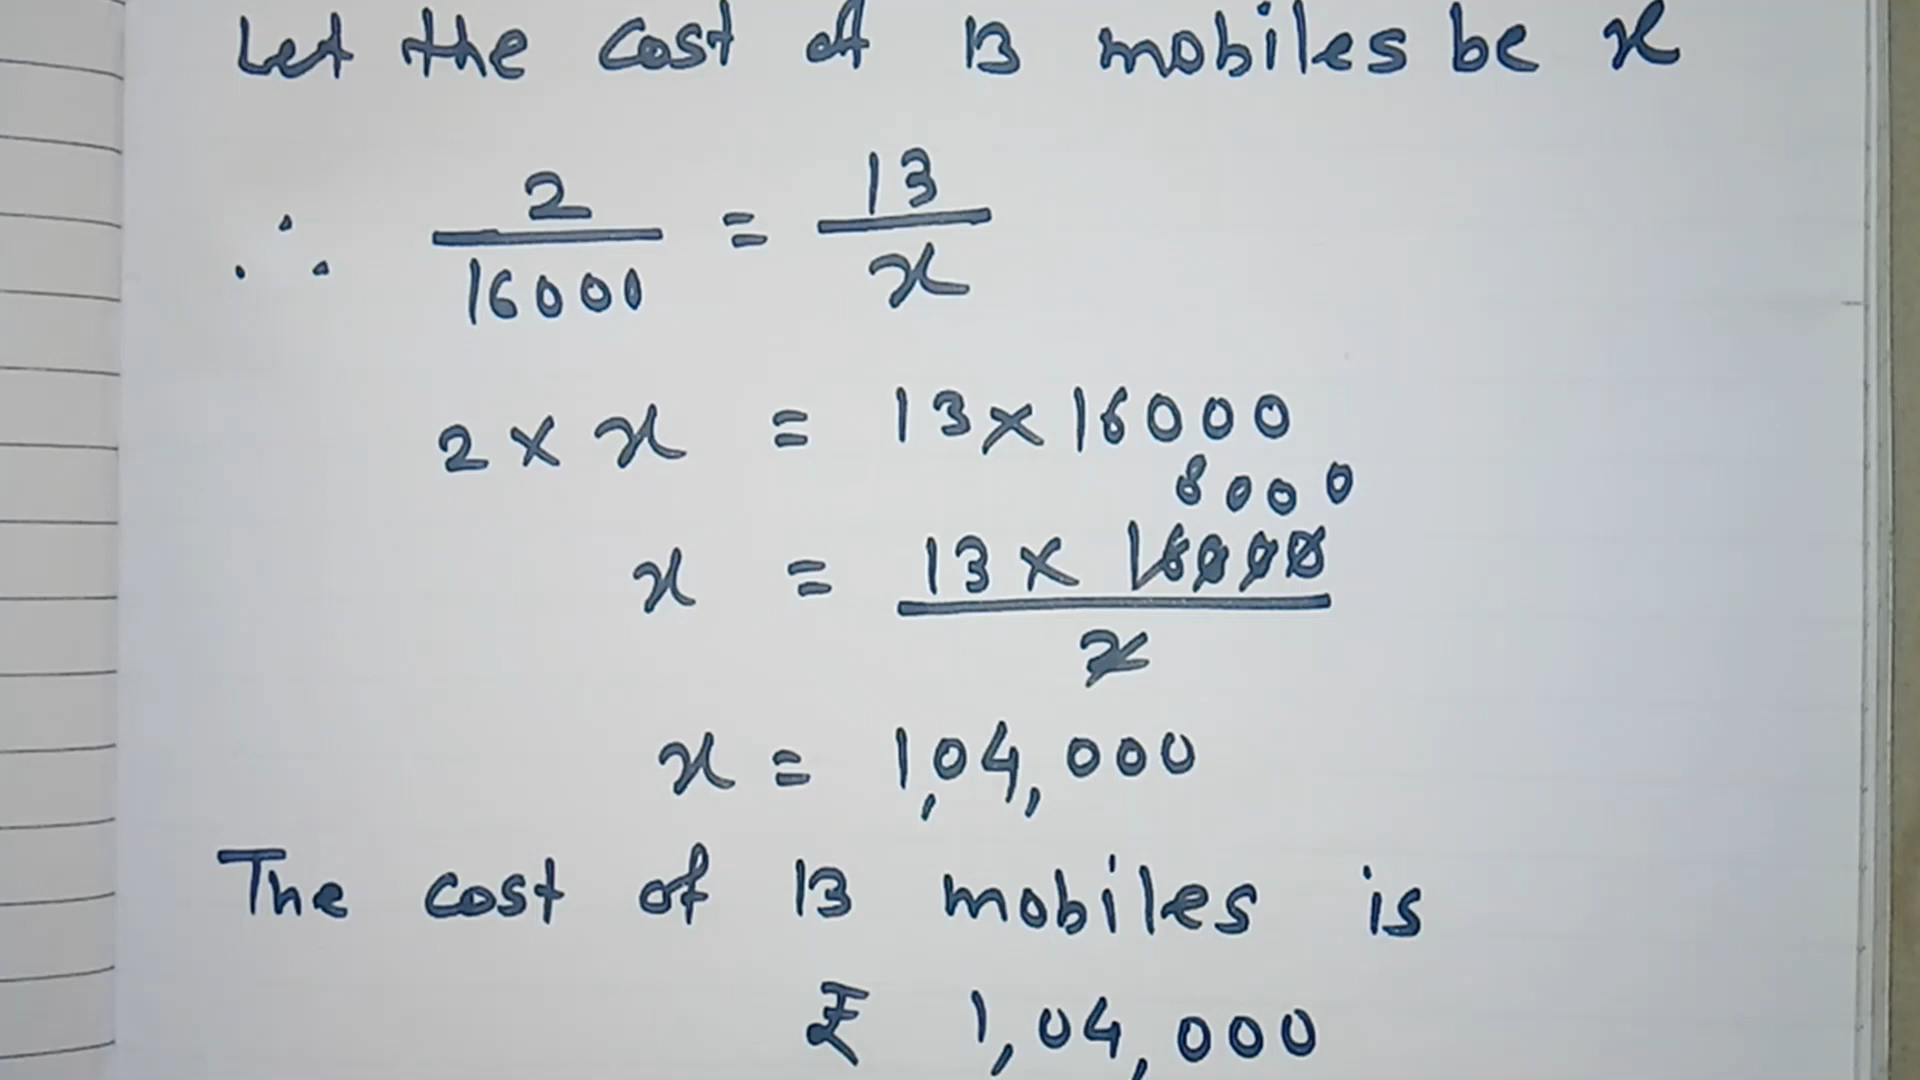 Let the cost of 13 mobiles be x
∴ 2/16000 = 13/x
2 × x = 13 × 16000
8000
x = 13 × 16000 / 2
x = 1,04,000
The cost of 13 mobiles is
₹ 1,04,000